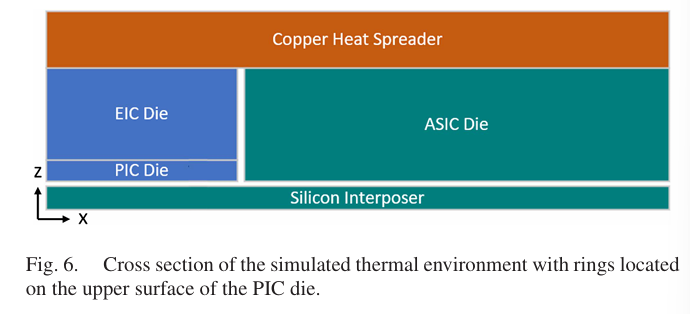 Copper Heat Spreader
EIC Die
ASIC Die
PIC Die
Z
Silicon Interposer
X
Fig. 6. Cross section of the simulated thermal environment with rings located
on the upper surface of the PIC die.